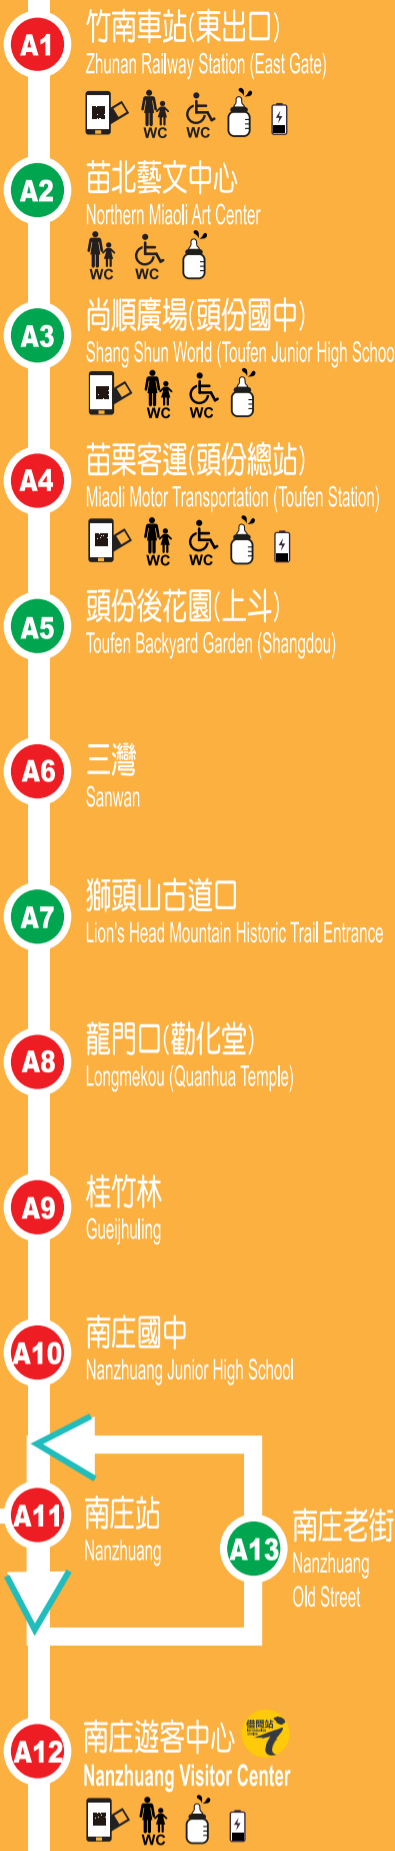 A1
竹南車站(東出口)
Zhunan Railway Station (East Gate)
WC WC
A2
苗北藝文中心
Northern Miaoli Art Center
WC WC
A3
尚順廣場(頭份國中)
Shang Shun World (Toufen Junior High Schoo
WC WC
A4
苗栗客運(頭份總站)
Miaoli Motor Transportation (Toufen Station)
WC WC
A5
頭份後花園(上斗)
Toufen Backyard Garden (Shangdou)
A6
三灣
Sanwan
A7
獅頭山古道口
Lion's Head Mountain Historic Trail Entrance
A8
龍門口(勸化堂)
Longmekou (Quanhua Temple)
A9
桂竹林
Gueijhuling
A10
南庄國中
Nanzhuang Junior High School
A11
南庄站
Nanzhuang
A13
南庄老街
Nanzhuang
Old Street
A12
南庄遊客中心
借問站
Nanzhuang Visitor Center
WC